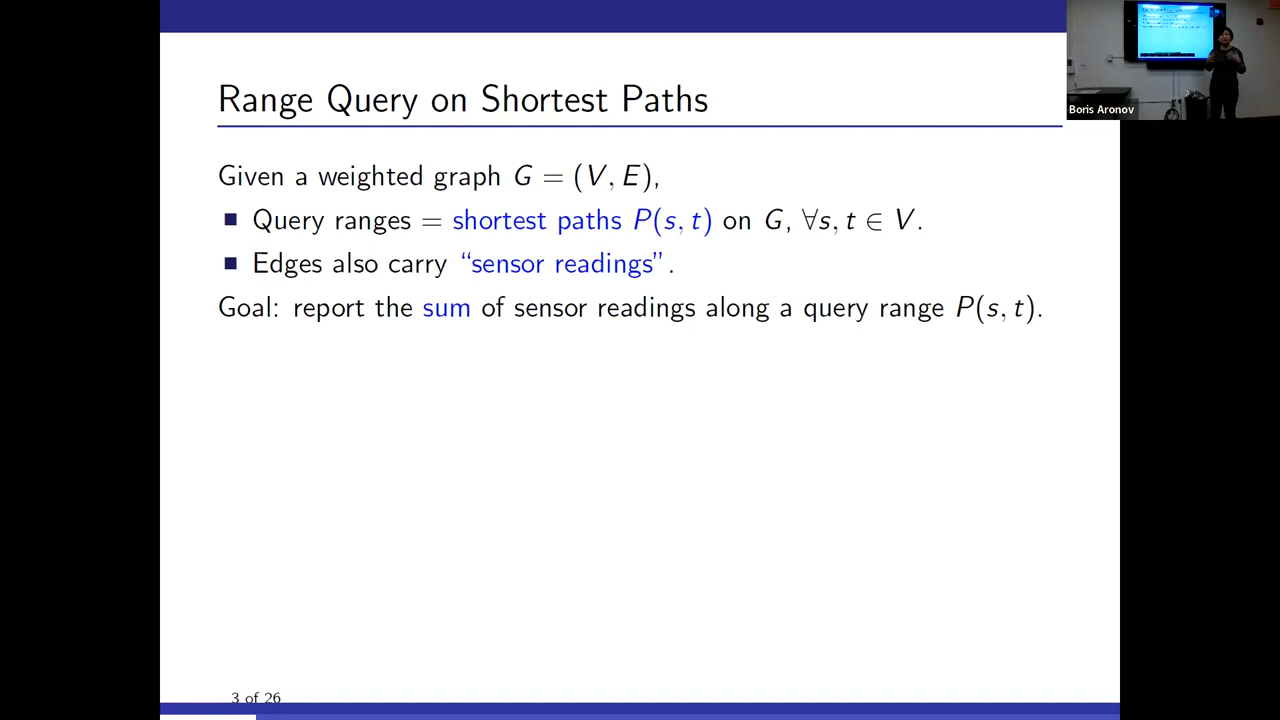 Range Query on Shortest Paths
Given a weighted graph G = (V, E),
■ Query ranges = shortest paths P(s, t) on G, ∀s, t ∈ V.
■ Edges also carry “sensor readings”.
Goal: report the sum of sensor readings along a query range P(s, t).
3 of 26
Boris Aronov